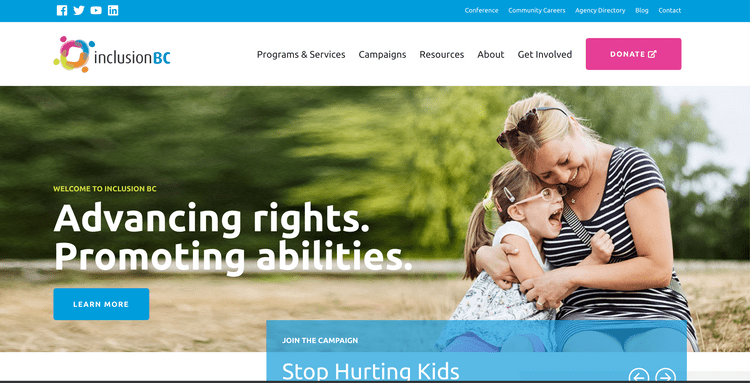 Conference Community Careers Agency Directory Blog Contact
inclusionBC
Programs & Services Campaigns Resources About Get Involved DONATE
WELCOME TO INCLUSION BC
Advancing rights.
Promoting abilities.
LEARN MORE
JOIN THE CAMPAIGN
Stop Hurting Kids